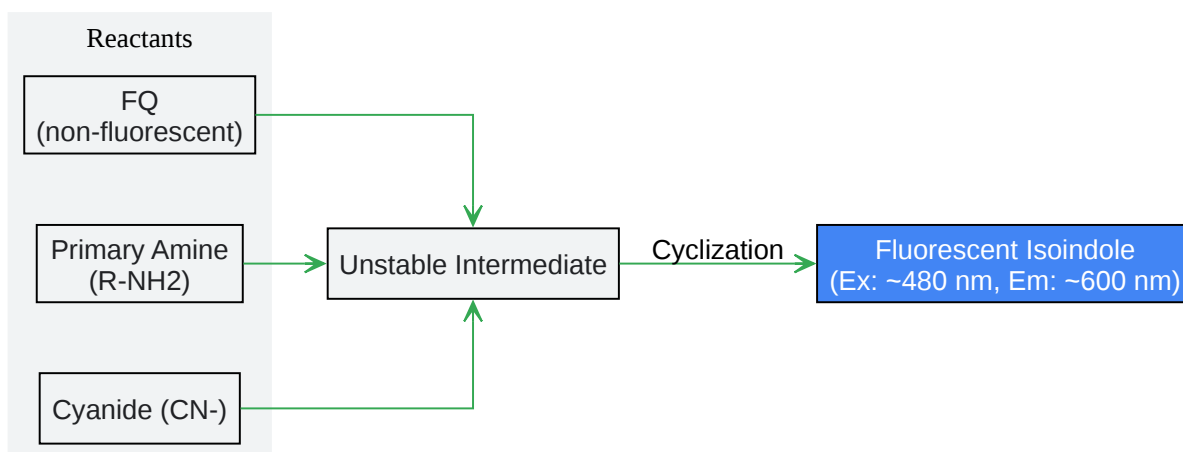 Reactants
FQ
(non-fluorescent)
Primary Amine
(R-NH2)
Cyanide (CN-)
Unstable Intermediate
Cyclization
Fluorescent Isoindole
(Ex: ~480 nm, Em: ~600 nm)